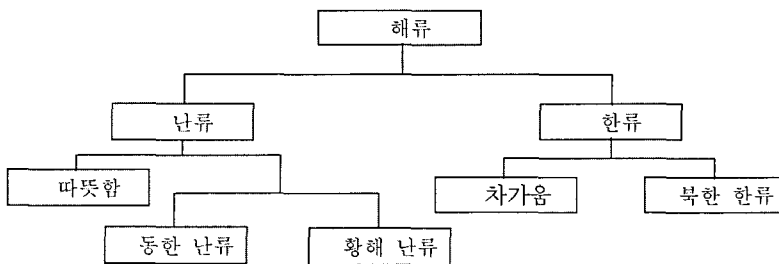 해류
난류
한류
따뜻함
차가움
북한 한류
동한 난류
황해 난류